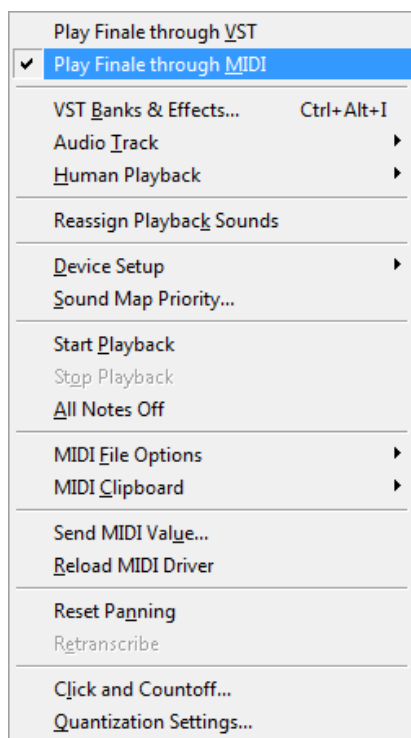 Play Finale through VST
Play Finale through MIDI
VST Banks & Effects... Ctrl+Alt+I
Audio Track
Human Playback
Reassign Playback Sounds
Device Setup
Sound Map Priority...
Start Playback
Stop Playback
All Notes Off
MIDI File Options
MIDI Clipboard
Send MIDI Value...
Reload MIDI Driver
Reset Panning
Retranscribe
Click and Countoff...
Quantization Settings...